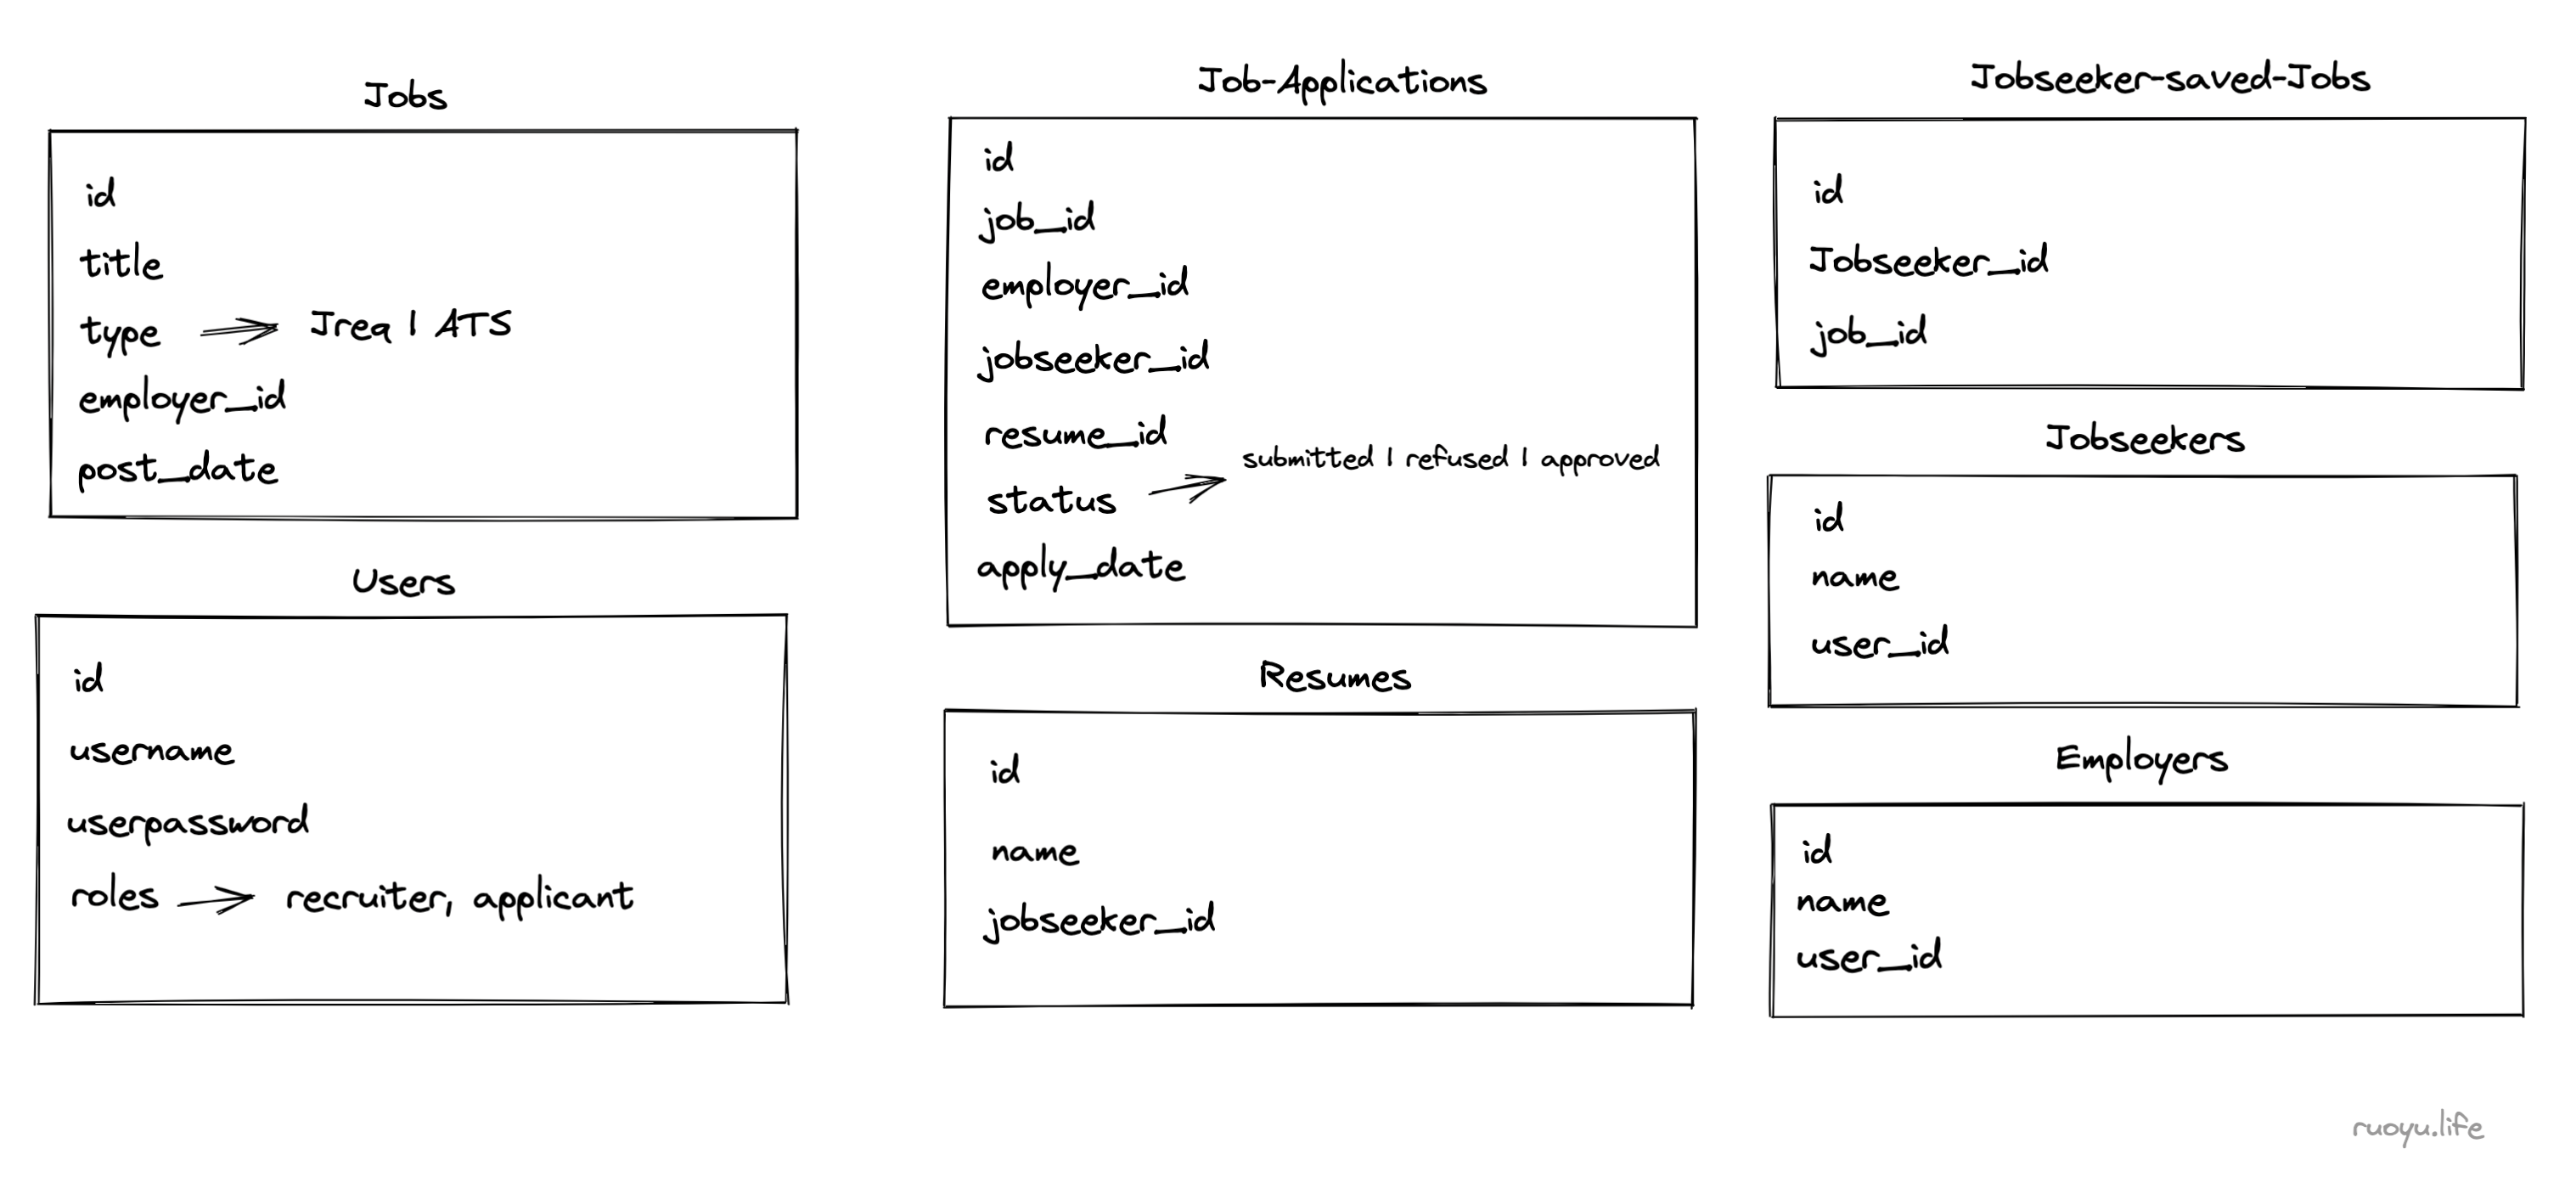 Jobs
id
title
type Jreq | ATS
employer_id
post_date
Users
id
username
userpassword
roles recruiter, applicant
Job-Applications
id
job_id
employer_id
jobseeker_id
resume_id
status submitted | refused | approved
apply_date
Resumes
id
name
jobseeker_id
Jobseeker-saved-Jobs
id
Jobseeker_id
job_id
Jobseekers
id
name
user_id
Employers
id
name
user_id
ruoyu.life